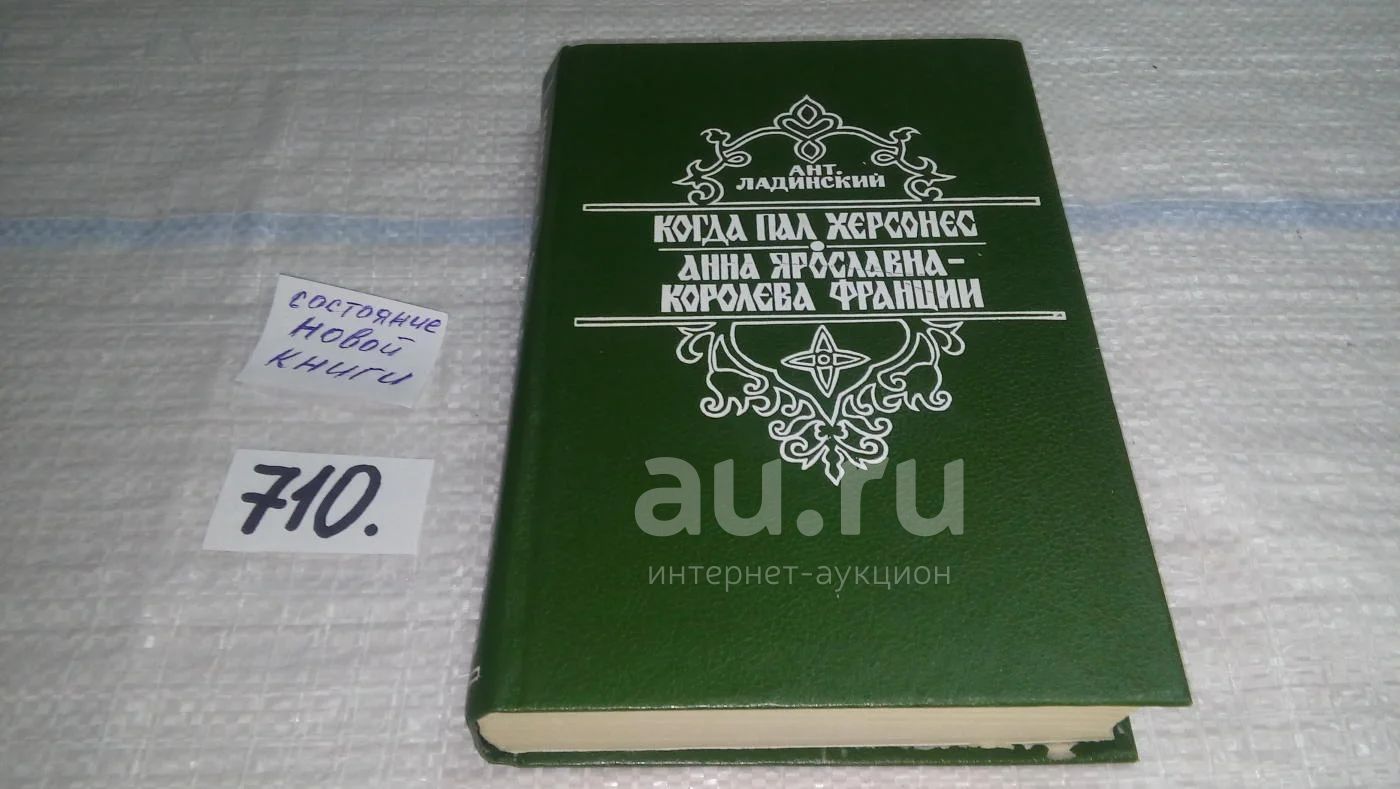 АНТ.
ЛАДИНСКИЙ
КОГДА ПАЛ ХЕРСОНЕС
АННА ЯРОСЛАВНА-
КОРОЛЕВА ФРАНЦИИ
состояние
новой
книги
710.
au.ru
интернет-аукцион